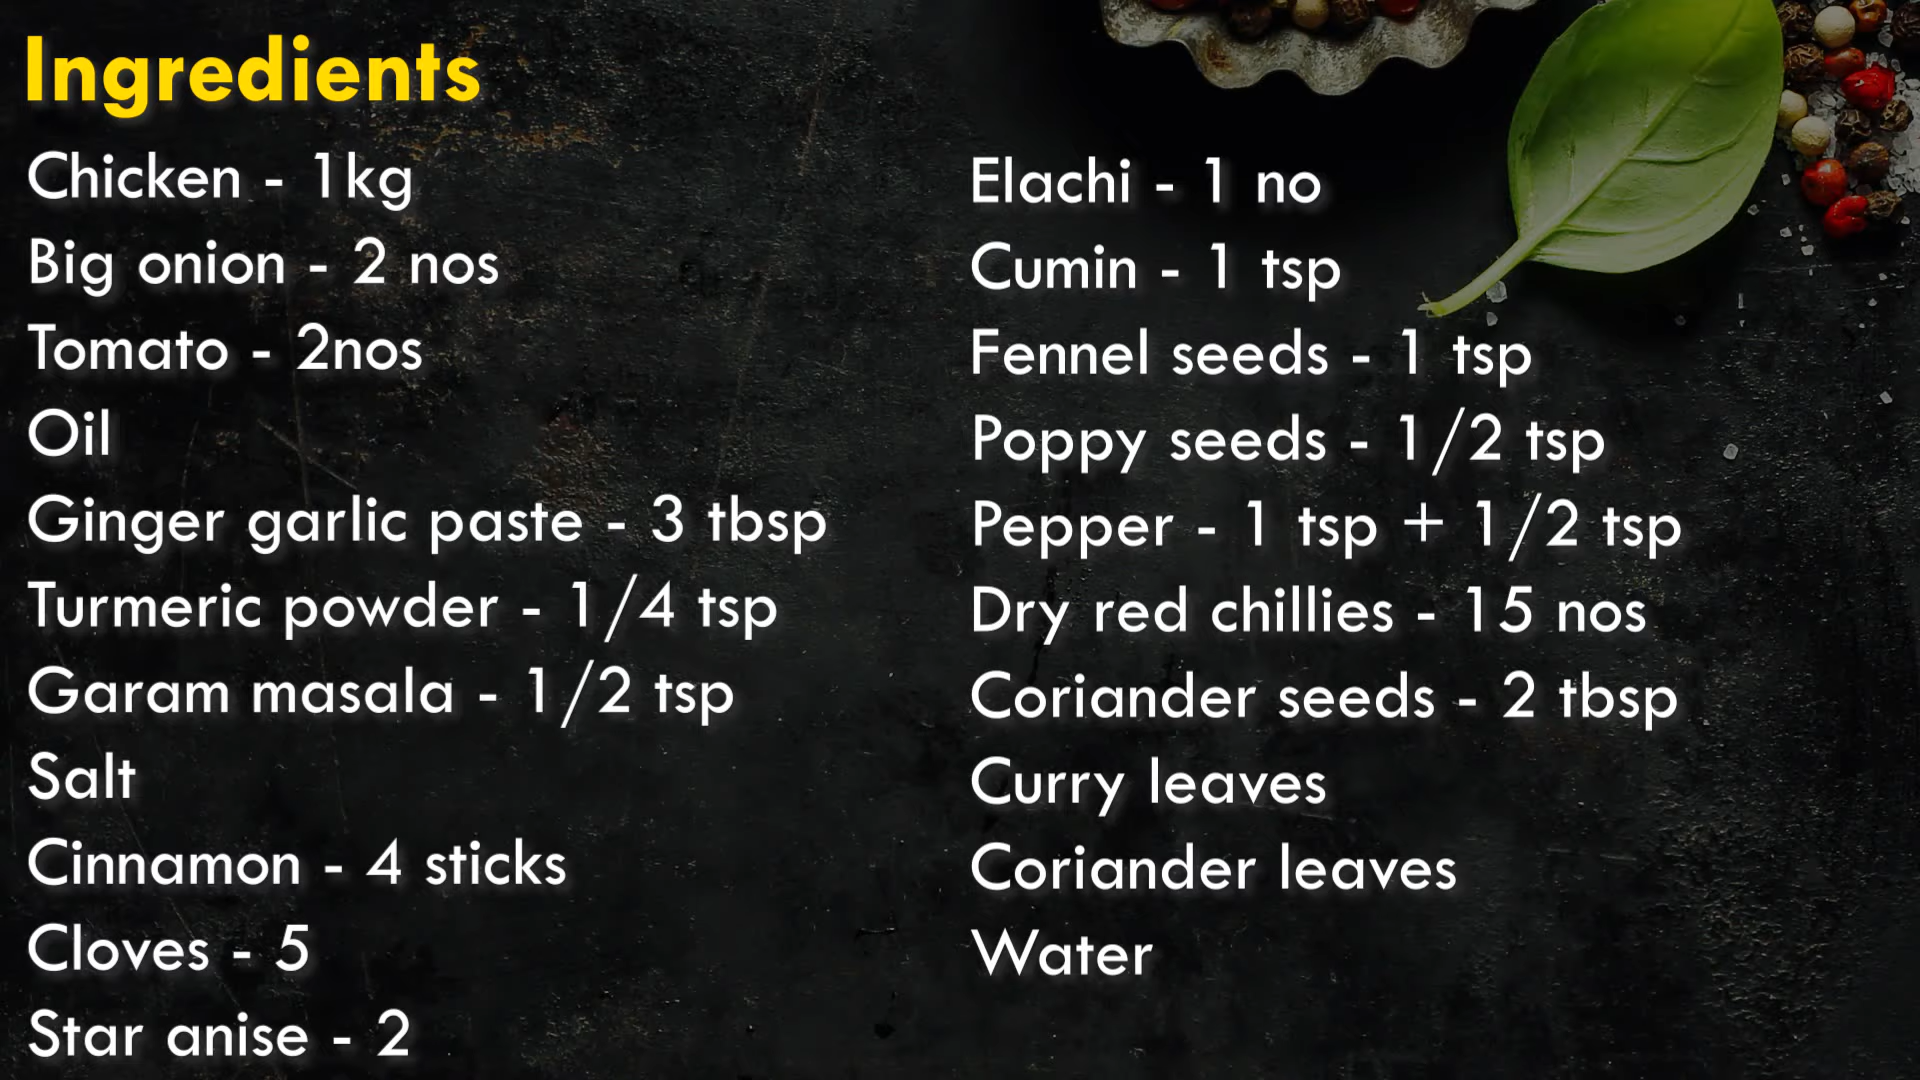 Ingredients
Chicken - 1kg
Big onion - 2 nos
Tomato - 2nos
Oil
Ginger garlic paste - 3 tbsp
Turmeric powder - 1/4 tsp
Garam masala - 1/2 tsp
Salt
Cinnamon - 4 sticks
Cloves - 5
Star anise - 2
Elachi - 1 no
Cumin - 1 tsp
Fennel seeds - 1 tsp
Poppy seeds - 1/2 tsp
Pepper - 1 tsp + 1/2 tsp
Dry red chillies - 15 nos
Coriander seeds - 2 tbsp
Curry leaves
Coriander leaves
Water